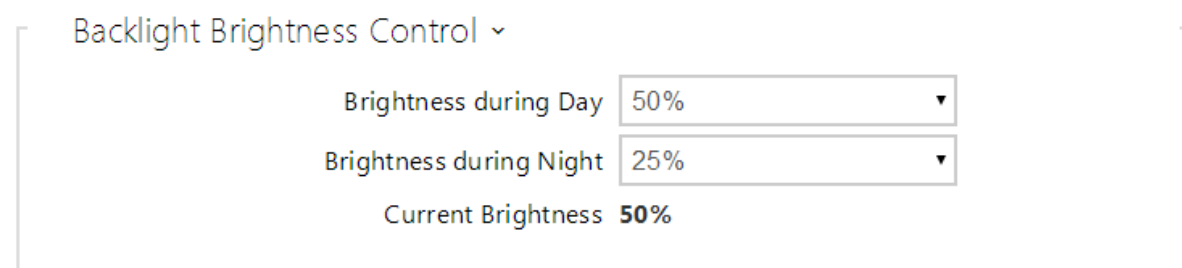 Backlight Brightness Control
Brightness during Day 50%
Brightness during Night 25%
Current Brightness 50%